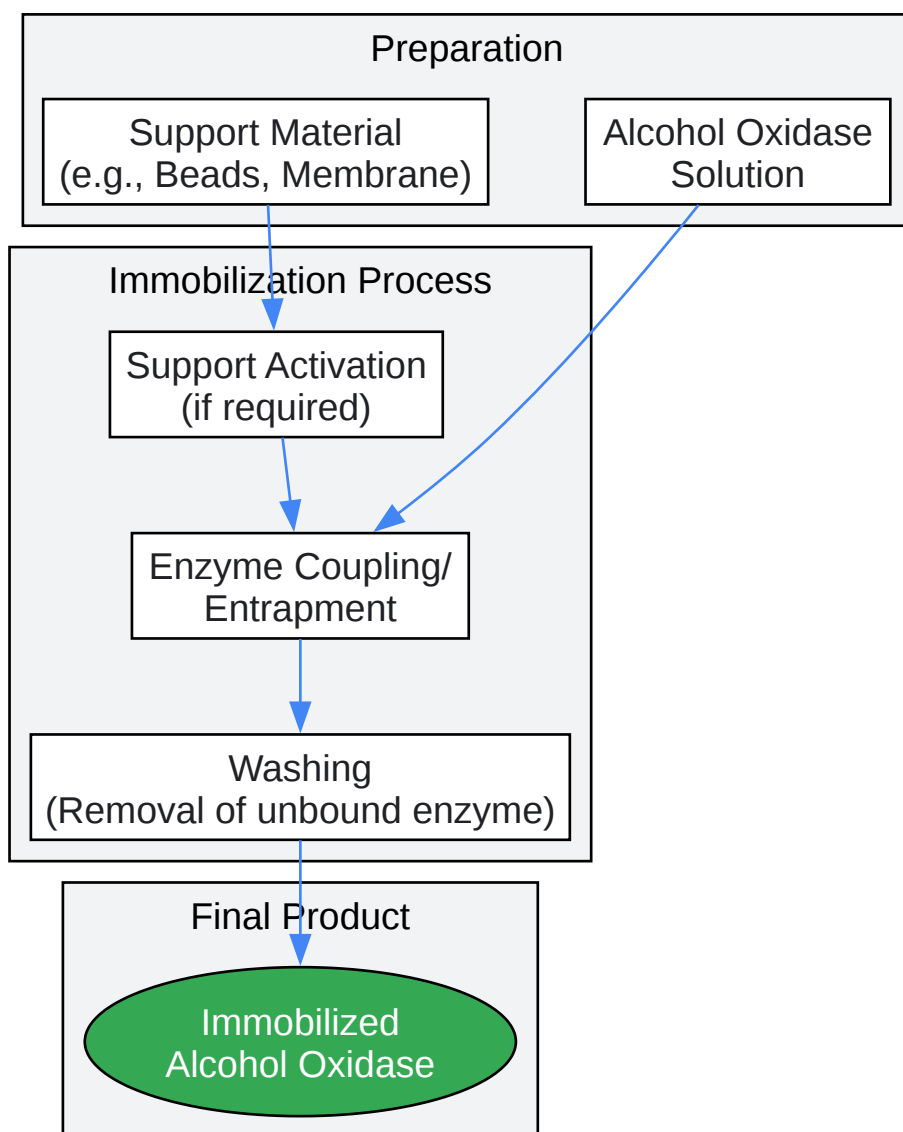 Preparation
Support Material
(e.g., Beads, Membrane)
Alcohol Oxidase
Solution
Immobilization Process
Support Activation
(if required)
Enzyme Coupling/
Entrapment
Washing
(Removal of unbound enzyme)
Final Product
Immobilized
Alcohol Oxidase